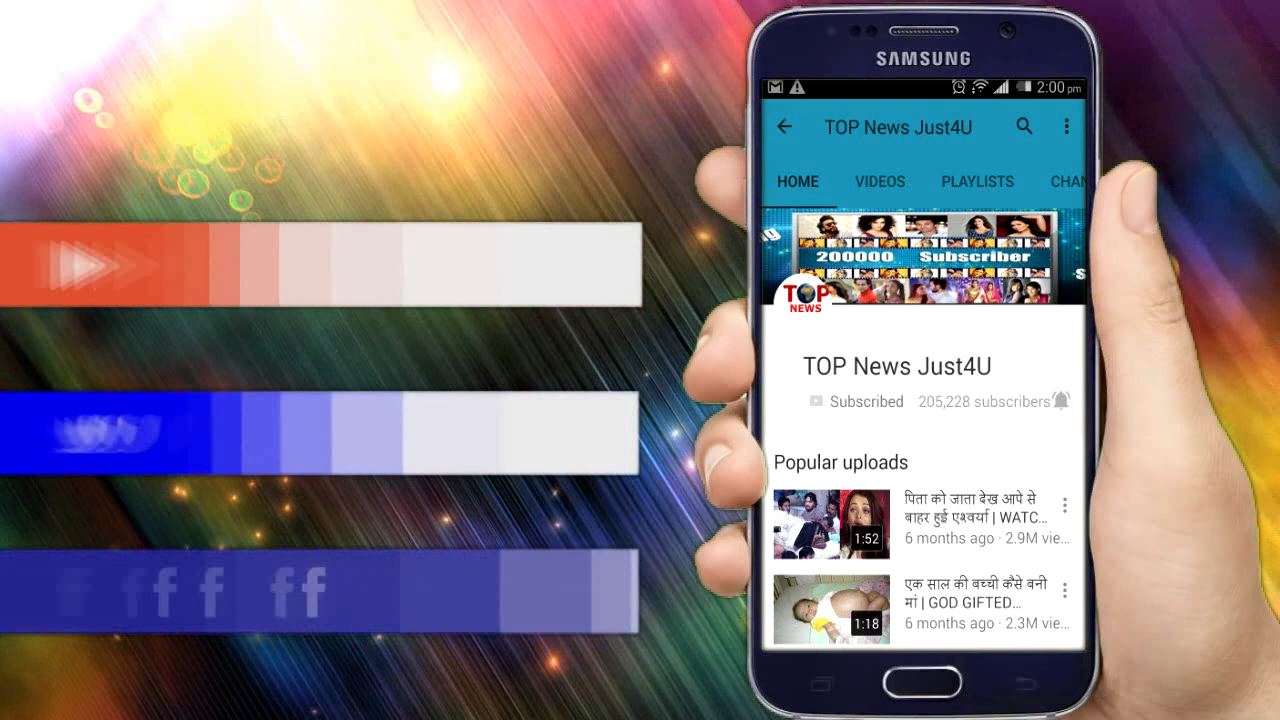 SAMSUNG
2:00 pm
TOP News Just4U
HOME VIDEOS PLAYLISTS CHAN
200000 Subscriber
TOP
NEWS
TOP News Just4U
Subscribed 205,228 subscribers
Popular uploads
पिता को जाता देख आपे से
बाहर हुई एश्वर्या | WATC...
6 months ago · 2.9M vie...
1:52
एक साल की बच्ची कैसे बनी
मां | GOD GIFTED...
6 months ago · 2.3M vie...
1:18
f f f f f